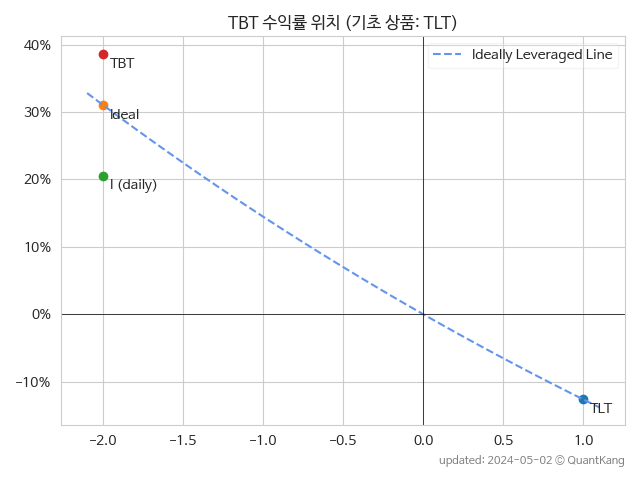 TBT 수익률 위치 (기초 상품: TLT)
40%
30%
20%
10%
0%
−10%
TBT
Ideal
I (daily)
TLT
Ideally Leveraged Line
−2.0
−1.5
−1.0
−0.5
0.0
0.5
1.0
updated: 2024-05-02 © QuantKang